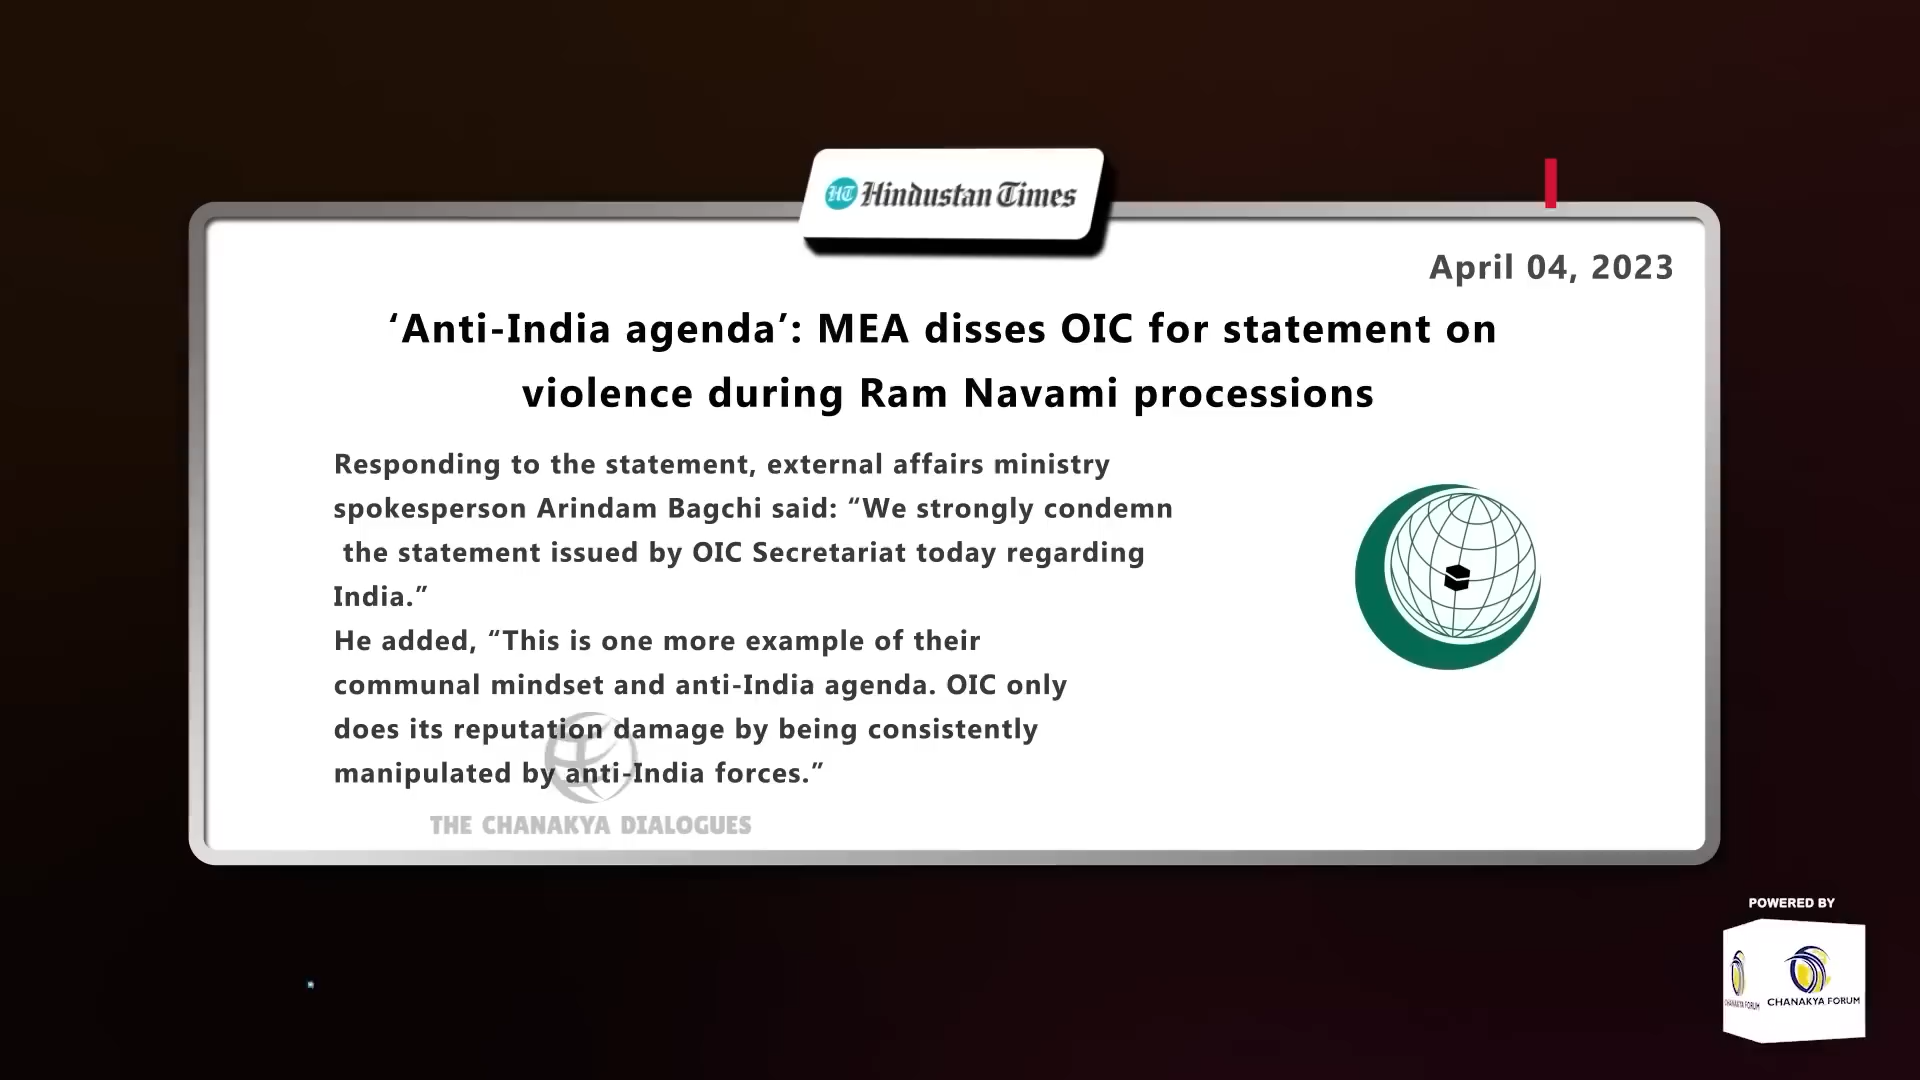 HT Hindustan Times
April 04, 2023
‘Anti-India agenda’: MEA disses OIC for statement on
violence during Ram Navami processions
Responding to the statement, external affairs ministry
spokesperson Arindam Bagchi said: “We strongly condemn
the statement issued by OIC Secretariat today regarding
India.”
He added, “This is one more example of their
communal mindset and anti-India agenda. OIC only
does its reputation damage by being consistently
manipulated by anti-India forces.”
THE CHANAKYA DIALOGUES
POWERED BY
CHANAKYA FORUM
CHANAKYA FORUM